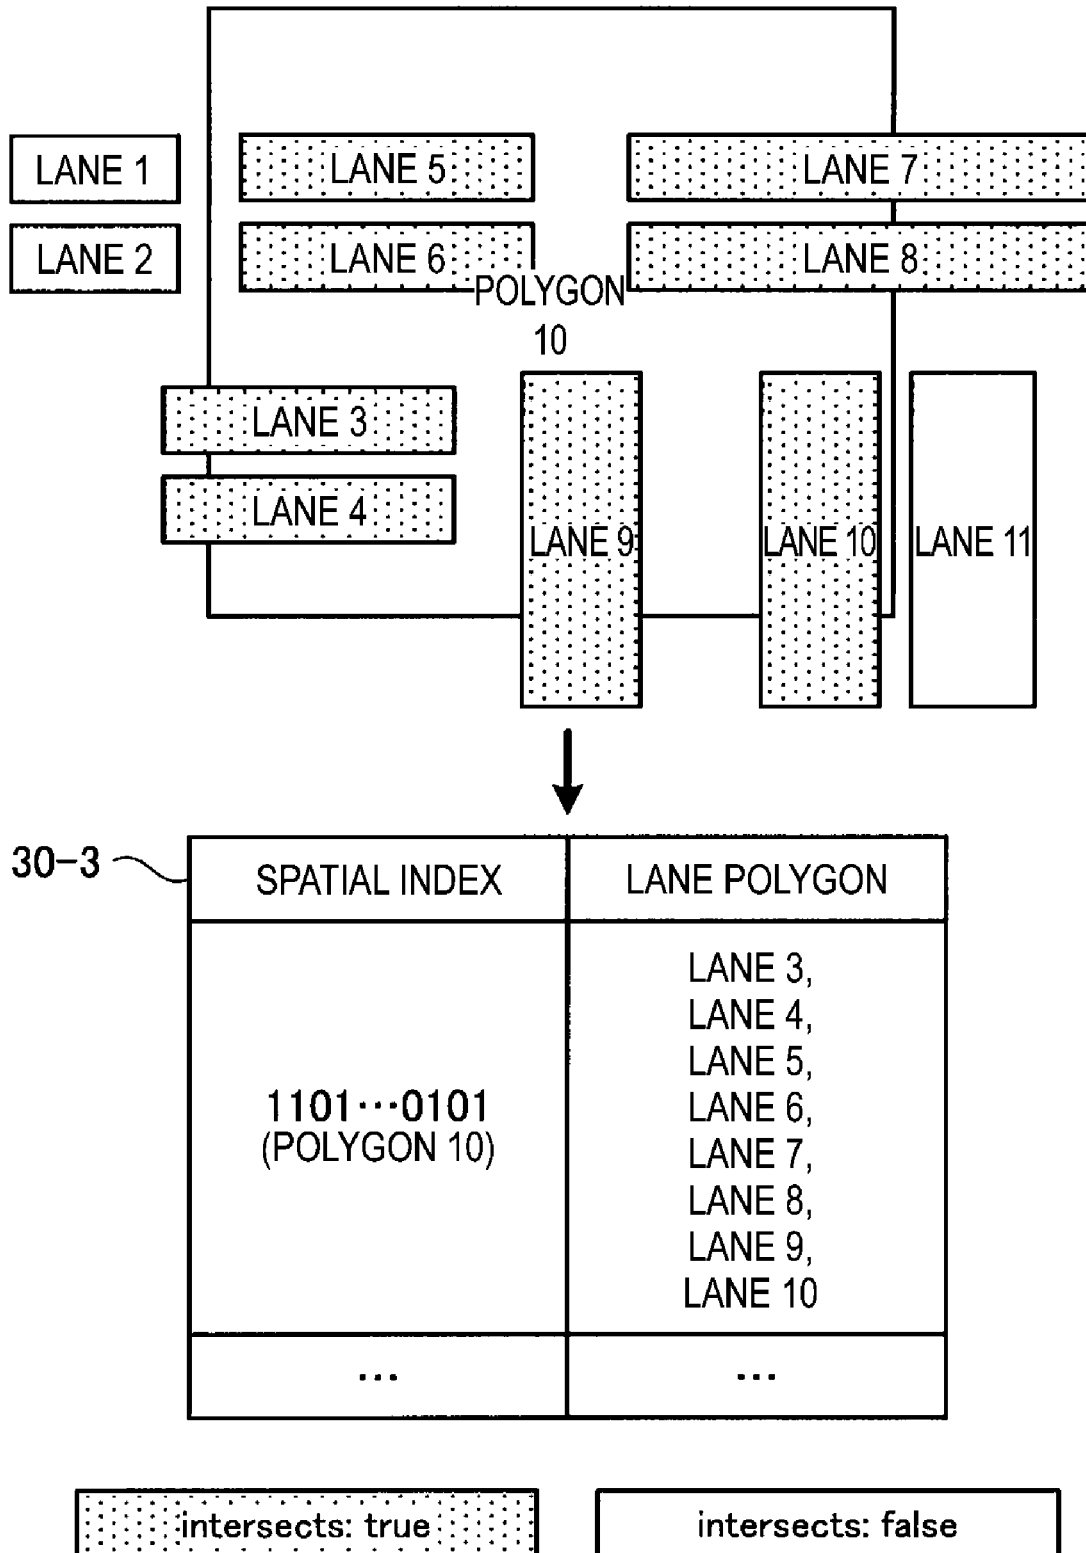 LANE 1
LANE 5
LANE 7
LANE 2
LANE 6
LANE 8
POLYGON
10
LANE 3
LANE 4
LANE 9
LANE 10
LANE 11
30-3
SPATIAL INDEX
LANE POLYGON
1101···0101
(POLYGON 10)
LANE 3,
LANE 4,
LANE 5,
LANE 6,
LANE 7,
LANE 8,
LANE 9,
LANE 10
···
···
intersects: true
intersects: false